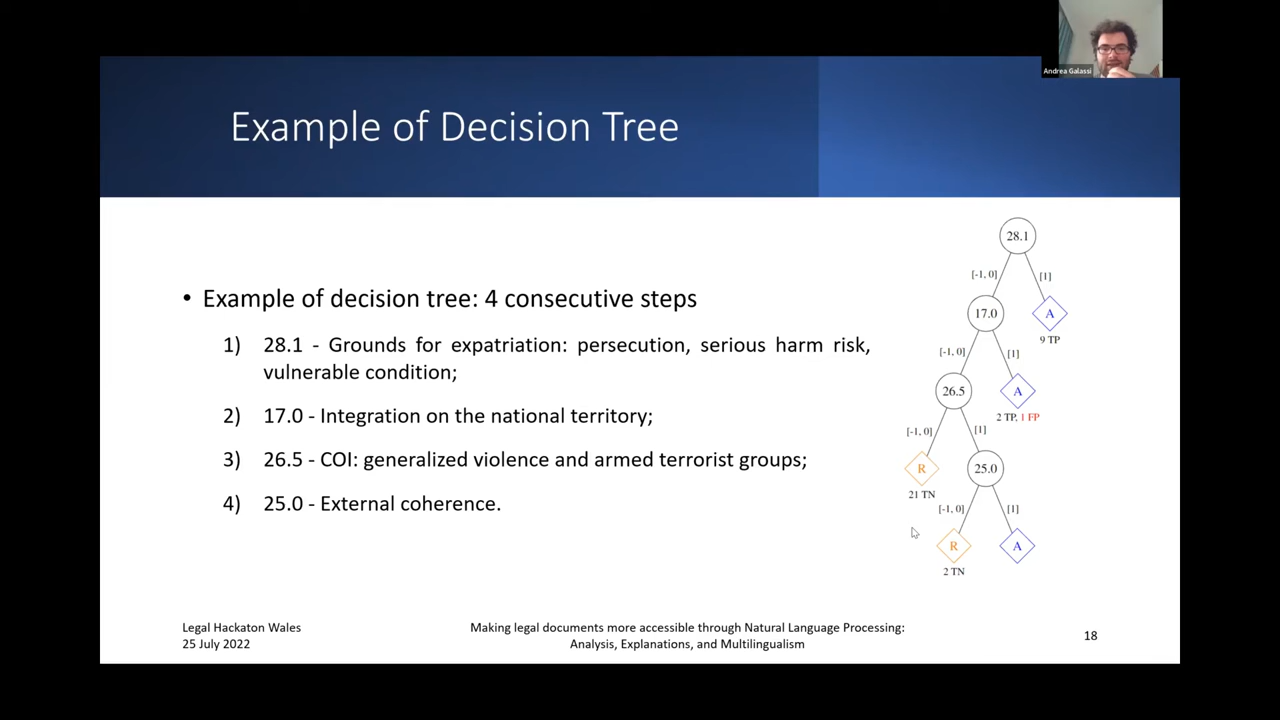 Andrea Galassi
Example of Decision Tree
• Example of decision tree: 4 consecutive steps
1) 28.1 - Grounds for expatriation: persecution, serious harm risk,
vulnerable condition;
2) 17.0 - Integration on the national territory;
3) 26.5 - COI: generalized violence and armed terrorist groups;
4) 25.0 - External coherence.
28.1
[-1, 0] [1]
17.0 A
9 TP
[-1, 0] [1]
26.5 A
2 TP, 1 FP
[-1, 0] [1]
R 25.0
21 TN
[-1, 0] [1]
R A
2 TN
Legal Hackaton Wales
25 July 2022
Making legal documents more accessible through Natural Language Processing:
Analysis, Explanations, and Multilingualism
18